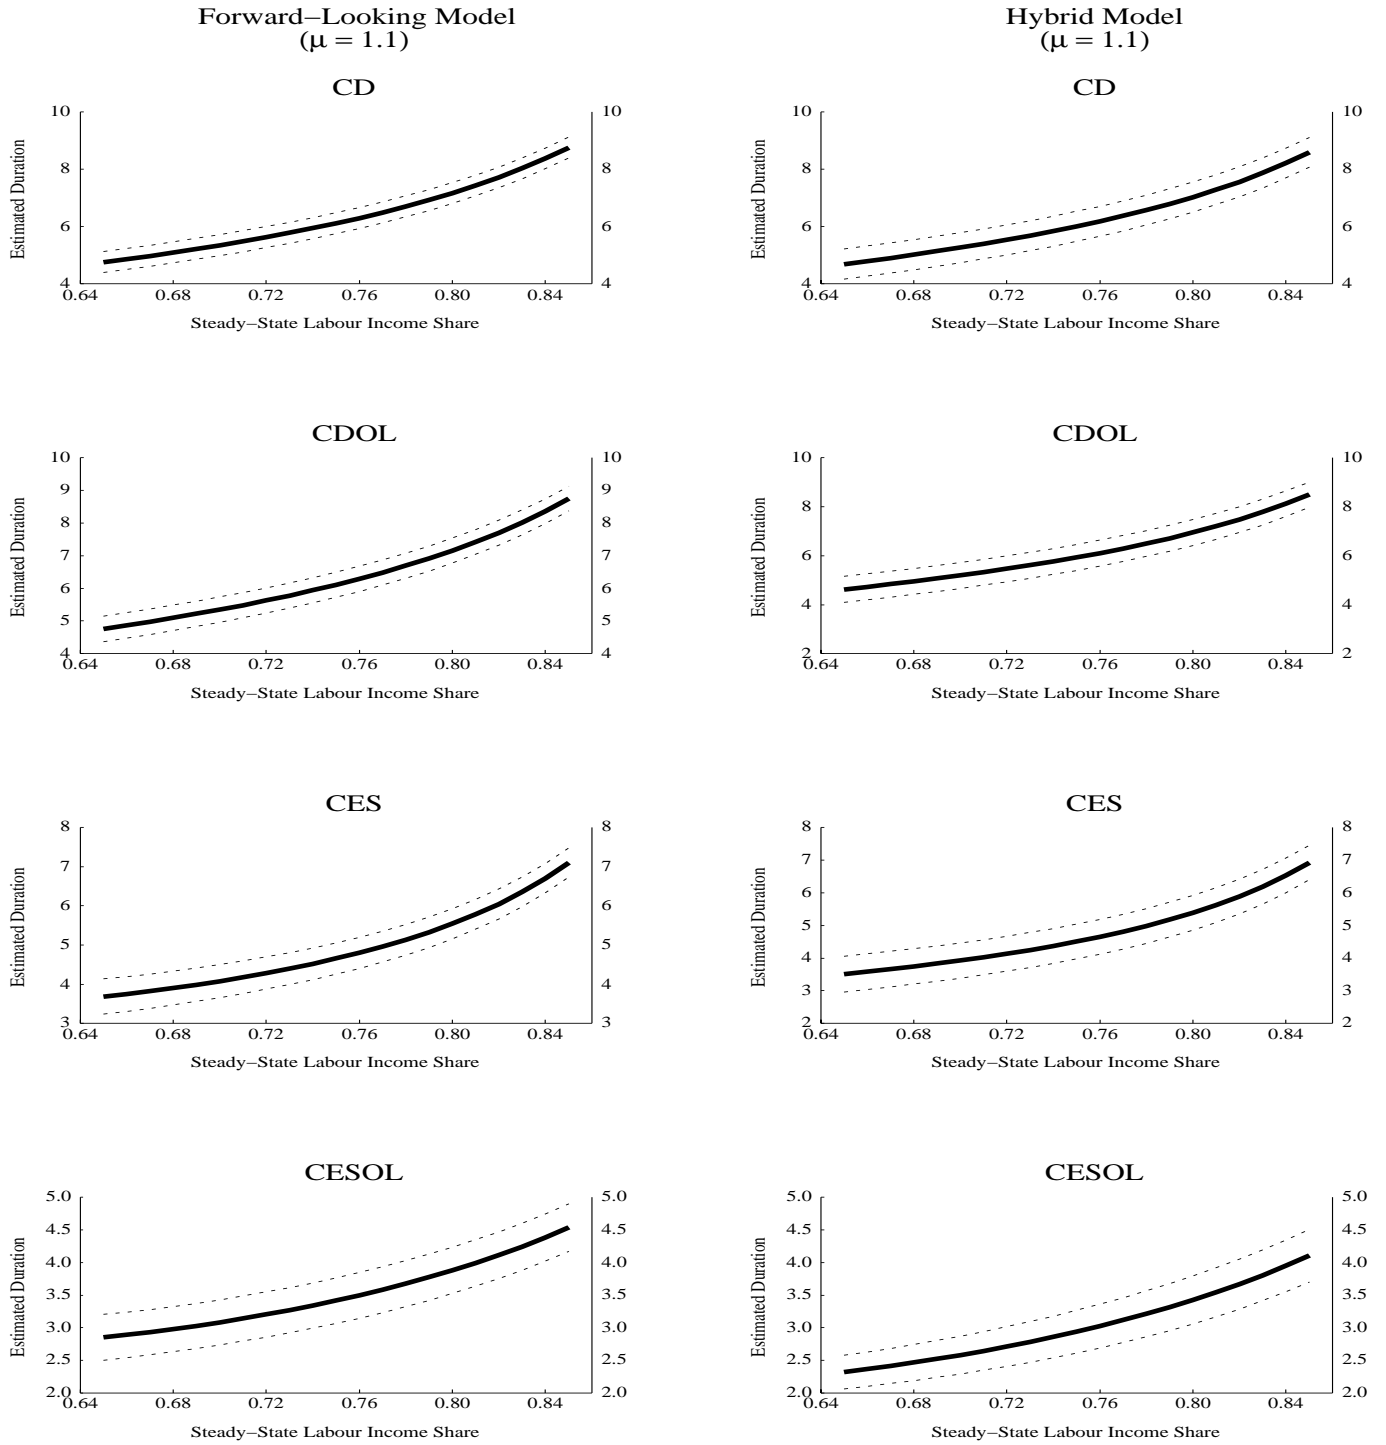 Forward–Looking Model
(μ = 1.1)
Hybrid Model
(μ = 1.1)
CD
Estimated Duration
10
8
6
4
10
8
6
4
0.64 0.68 0.72 0.76 0.80 0.84
Steady–State Labour Income Share
CD
Estimated Duration
10
8
6
4
10
8
6
4
0.64 0.68 0.72 0.76 0.80 0.84
Steady–State Labour Income Share
CDOL
Estimated Duration
10
9
8
7
6
5
4
10
9
8
7
6
5
4
0.64 0.68 0.72 0.76 0.80 0.84
Steady–State Labour Income Share
CDOL
Estimated Duration
10
8
6
4
2
10
8
6
4
2
0.64 0.68 0.72 0.76 0.80 0.84
Steady–State Labour Income Share
CES
Estimated Duration
8
7
6
5
4
3
8
7
6
5
4
3
0.64 0.68 0.72 0.76 0.80 0.84
Steady–State Labour Income Share
CES
Estimated Duration
8
7
6
5
4
3
2
8
7
6
5
4
3
2
0.64 0.68 0.72 0.76 0.80 0.84
Steady–State Labour Income Share
CESOL
Estimated Duration
5.0
4.5
4.0
3.5
3.0
2.5
2.0
5.0
4.5
4.0
3.5
3.0
2.5
2.0
0.64 0.68 0.72 0.76 0.80 0.84
Steady–State Labour Income Share
CESOL
Estimated Duration
5.0
4.5
4.0
3.5
3.0
2.5
2.0
5.0
4.5
4.0
3.5
3.0
2.5
2.0
0.64 0.68 0.72 0.76 0.80 0.84
Steady–State Labour Income Share